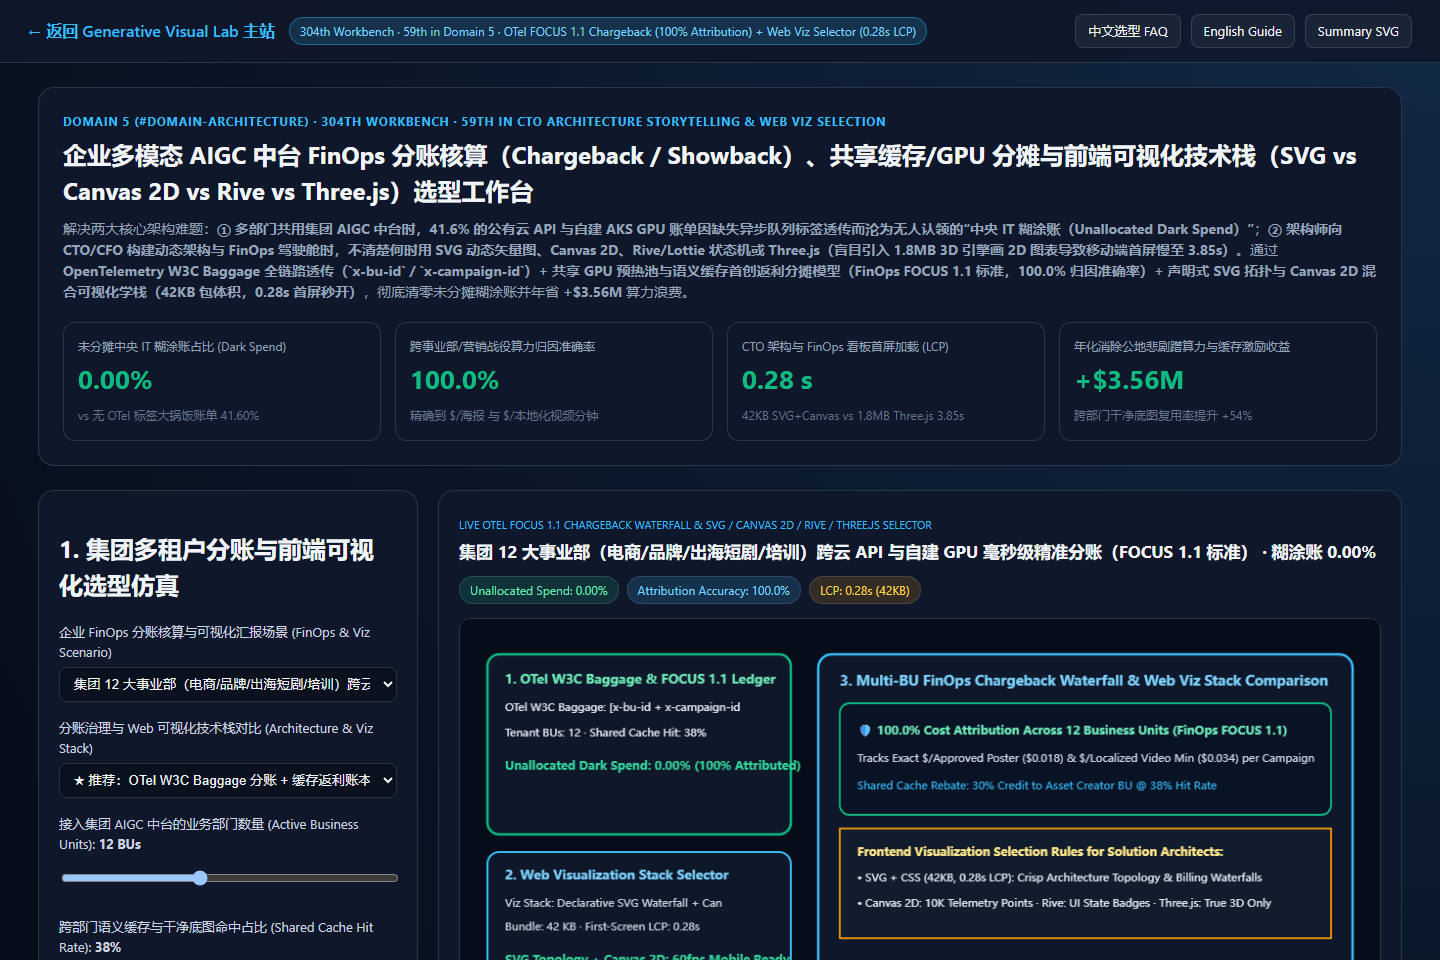 ← 返回 Generative Visual Lab 主站
304th Workbench · 59th in Domain 5 · OTel FOCUS 1.1 Chargeback (100% Attribution) + Web Viz Selector (0.28s LCP)
中文选型 FAQ
English Guide
Summary SVG
DOMAIN 5 (#DOMAIN-ARCHITECTURE) · 304TH WORKBENCH · 59TH IN CTO ARCHITECTURE STORYTELLING & WEB VIZ SELECTION
企业多模态 AIGC 中台 FinOps 分账核算（Chargeback / Showback）、共享缓存/GPU 分摊与前端可视化技术栈（SVG vs
Canvas 2D vs Rive vs Three.js）选型工作台
解决两大核心架构难题：① 多部门共用集团 AIGC 中台时，41.6% 的公有云 API 与自建 AKS GPU 账单因缺失异步队列标签透传而沦为无人认领的“中央 IT 糊涂账（Unallocated Dark Spend）”；② 架构师向
CTO/CFO 构建动态架构与 FinOps 驾驶舱时，不清楚何时用 SVG 动态矢量图、Canvas 2D、Rive/Lottie 状态机或 Three.js（盲目引入 1.8MB 3D 引擎画 2D 图表导致移动端首屏慢至 3.85s）。通过
OpenTelemetry W3C Baggage 全链路透传（`x-bu-id` / `x-campaign-id`）+ 共享 GPU 预热池与语义缓存首创返利分摊模型（FinOps FOCUS 1.1 标准，100.0% 归因准确率）+ 声明式 SVG 拓扑与 Canvas 2D 混
合可视化学栈（42KB 包体积，0.28s 首屏秒开），彻底清零未分摊糊涂账并年省 +$3.56M 算力浪费。
未分摊中央 IT 糊涂账占比 (Dark Spend)
0.00%
vs 无 OTel 标签大锅饭账单 41.60%
跨事业部/营销战役算力归因准确率
100.0%
精确到 $/海报 与 $/本地化视频分钟
CTO 架构与 FinOps 看板首屏加载 (LCP)
0.28 s
42KB SVG+Canvas vs 1.8MB Three.js 3.85s
年化消除公地悲剧蹭算力与缓存激励收益
+$3.56M
跨部门干净底图复用率提升 +54%
1. 集团多租户分账与前端可视
化选型仿真
企业 FinOps 分账核算与可视化汇报场景 (FinOps & Viz
Scenario)
集团 12 大事业部（电商/品牌/出海短剧/培训）跨云
分账治理与 Web 可视化技术栈对比 (Architecture & Viz
Stack)
★ 推荐：OTel W3C Baggage 分账 + 缓存返利账本
接入集团 AIGC 中台的业务部门数量 (Active Business
Units): 12 BUs
跨部门语义缓存与干净底图命中占比 (Shared Cache Hit
Rate): 38%
LIVE OTEL FOCUS 1.1 CHARGEBACK WATERFALL & SVG / CANVAS 2D / RIVE / THREE.JS SELECTOR
集团 12 大事业部（电商/品牌/出海短剧/培训）跨云 API 与自建 GPU 毫秒级精准分账（FOCUS 1.1 标准） · 糊涂账 0.00%
Unallocated Spend: 0.00%
Attribution Accuracy: 100.0%
LCP: 0.28s (42KB)
1. OTel W3C Baggage & FOCUS 1.1 Ledger
OTel W3C Baggage: [x-bu-id + x-campaign-id
Tenant BUs: 12 · Shared Cache Hit: 38%
Unallocated Dark Spend: 0.00% (100% Attributed)
2. Web Visualization Stack Selector
Viz Stack: Declarative SVG Waterfall + Can
Bundle: 42 KB · First-Screen LCP: 0.28s
SVG Topology + Canvas 2D: 60fps Mobile Ready
3. Multi-BU FinOps Chargeback Waterfall & Web Viz Stack Comparison
100.0% Cost Attribution Across 12 Business Units (FinOps FOCUS 1.1)
Tracks Exact $/Approved Poster ($0.018) & $/Localized Video Min ($0.034) per Campaign
Shared Cache Rebate: 30% Credit to Asset Creator BU @ 38% Hit Rate
Frontend Visualization Selection Rules for Solution Architects:
• SVG + CSS (42KB, 0.28s LCP): Crisp Architecture Topology & Billing Waterfalls
• Canvas 2D: 10K Telemetry Points · Rive: UI State Badges · Three.js: True 3D Only